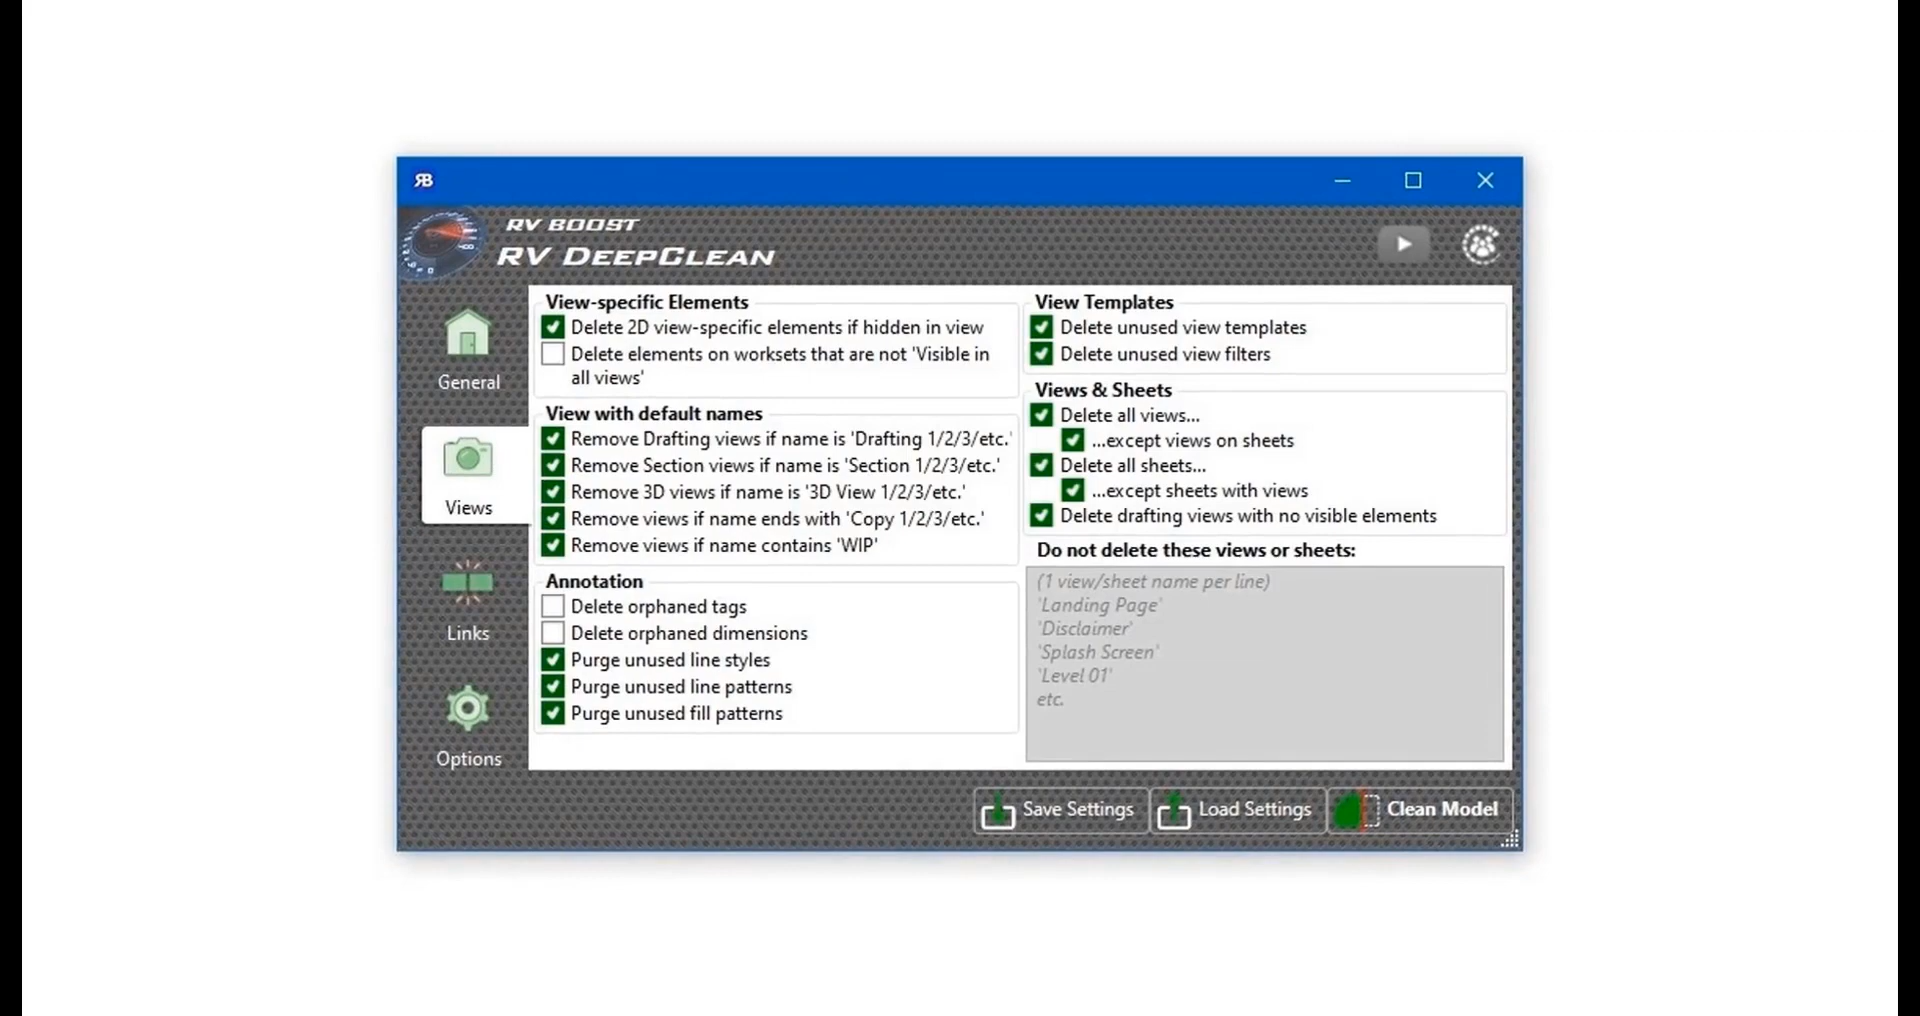 RB
RV BOOST
RV DEEPCLEAN
General
Views
Links
Options
View-specific Elements
Delete 2D view-specific elements if hidden in view
Delete elements on worksets that are not 'Visible in
all views'
View with default names
Remove Drafting views if name is 'Drafting 1/2/3/etc.'
Remove Section views if name is 'Section 1/2/3/etc.'
Remove 3D views if name is '3D View 1/2/3/etc.'
Remove views if name ends with 'Copy 1/2/3/etc.'
Remove views if name contains 'WIP'
Annotation
Delete orphaned tags
Delete orphaned dimensions
Purge unused line styles
Purge unused line patterns
Purge unused fill patterns
View Templates
Delete unused view templates
Delete unused view filters
Views & Sheets
Delete all views...
...except views on sheets
Delete all sheets...
...except sheets with views
Delete drafting views with no visible elements
Do not delete these views or sheets:
(1 view/sheet name per line)
'Landing Page'
'Disclaimer'
'Splash Screen'
'Level 01'
etc.
Save Settings
Load Settings
Clean Model